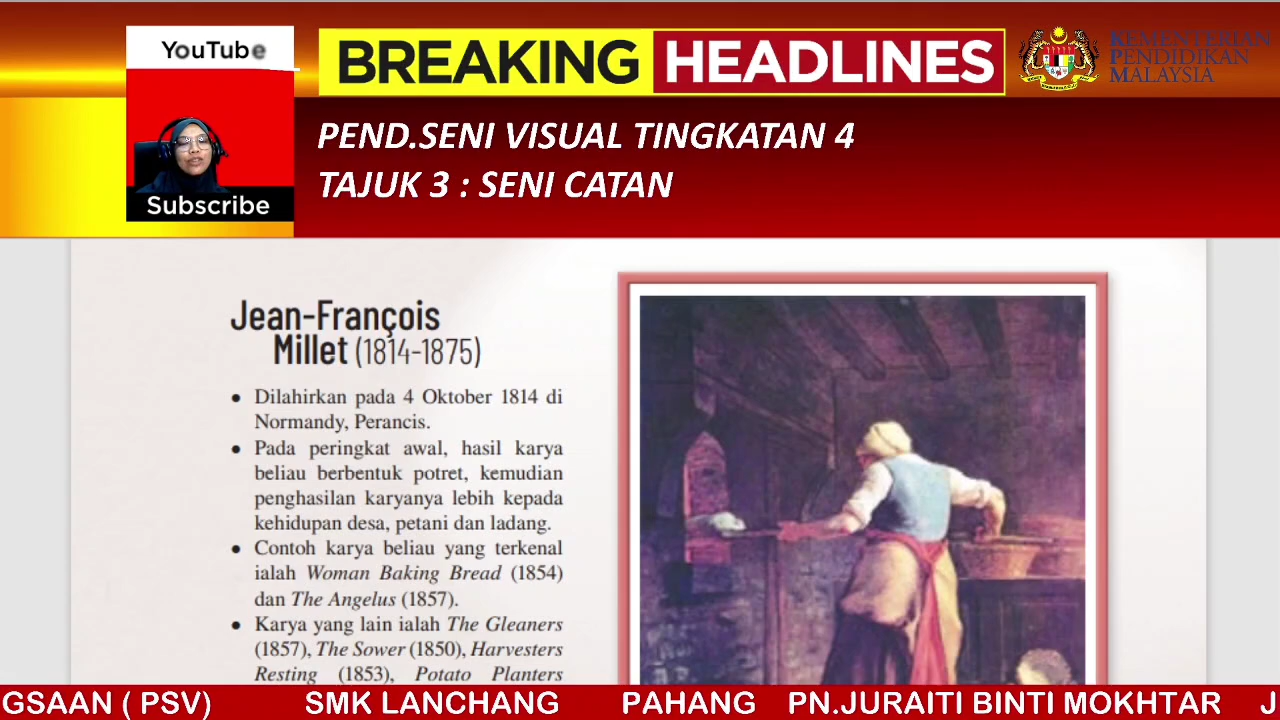 YouTube
BREAKING HEADLINES
KEMENTERIAN
PENDIDIKAN
MALAYSIA
PEND.SENI VISUAL TINGKATAN 4
TAJUK 3 : SENI CATAN
Subscribe
Jean-François
Millet (1814-1875)
• Dilahirkan pada 4 Oktober 1814 di
Normandy, Perancis.
• Pada peringkat awal, hasil karya
beliau berbentuk potret, kemudian
penghasilan karyanya lebih kepada
kehidupan desa, petani dan ladang.
• Contoh karya beliau yang terkenal
ialah Woman Baking Bread (1854)
dan The Angelus (1857).
• Karya yang lain ialah The Gleaners
(1857), The Sower (1850), Harvesters
Resting (1853), Potato Planters
GSAAN ( PSV) SMK LANCHANG PAHANG PN.JURAITI BINTI MOKHTAR J